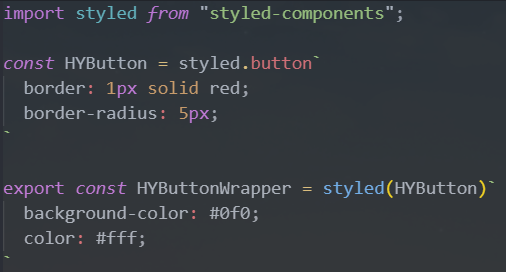 import styled from "styled-components";
const HYButton = styled.button`
border: 1px solid red;
border-radius: 5px;
`
export const HYButtonWrapper = styled(HYButton)`
background-color: #0f0;
color: #fff;
`